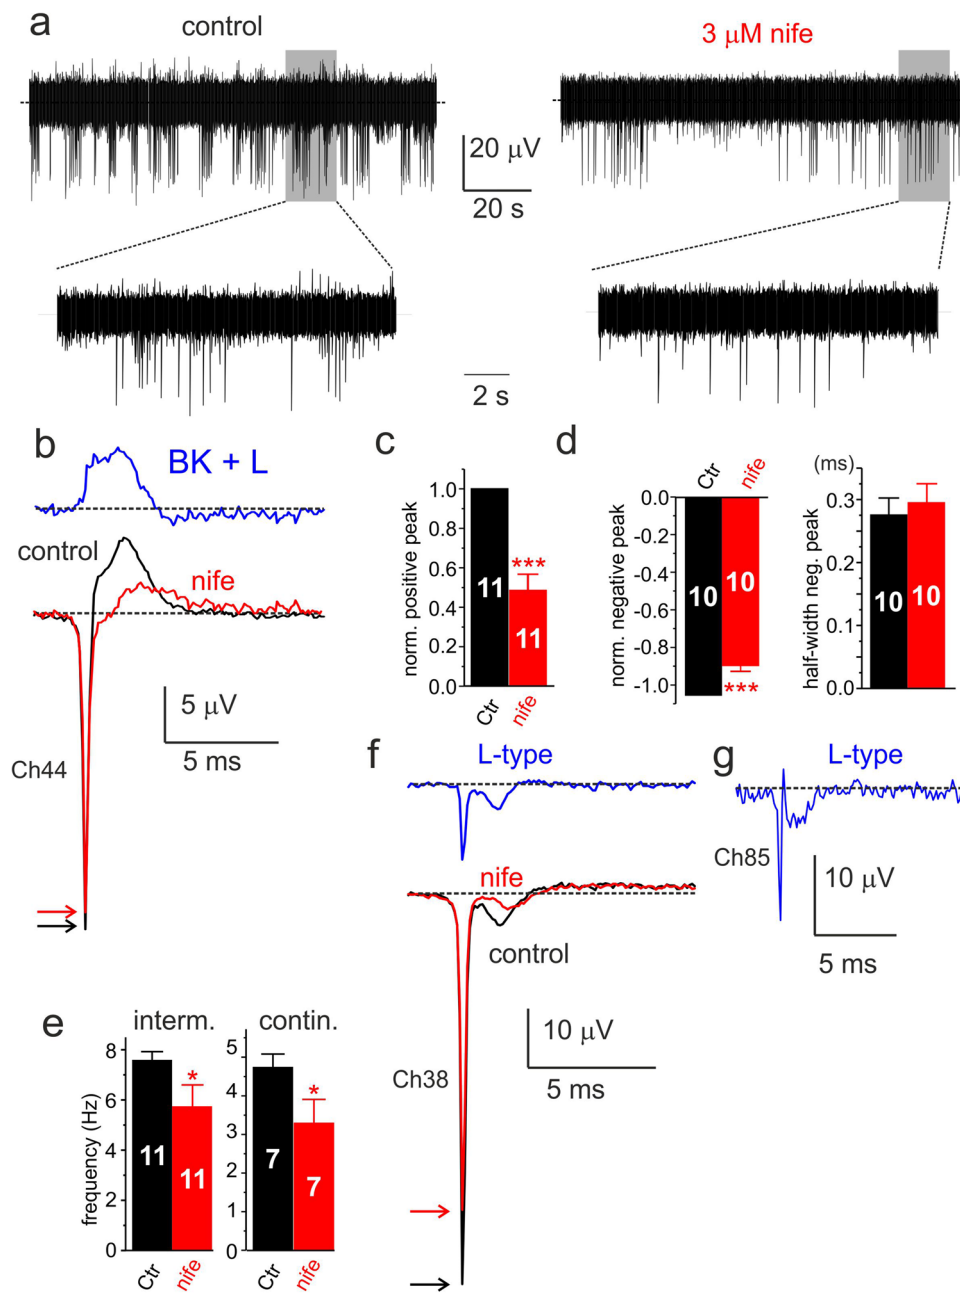 a
control
3 μM nife
20 μV
20 s
2 s
b
BK + L
control
nife
5 μV
5 ms
Ch44
c
norm. positive peak
1.0
0.8
0.6
0.4
0.2
0.0
***
11
11
Ctr
nife
d
Ctr
nife
norm. negative peak
0.0
-0.2
-0.4
-0.6
-0.8
-1.0
10
10
***
(ms)
half-width neg. peak
0.3
0.2
0.1
0.0
10
10
e
interm.
frequency (Hz)
8
6
4
2
0
*
11
11
Ctr
nife
contin.
5
4
3
2
1
0
*
7
7
Ctr
nife
f
L-type
nife
control
10 μV
5 ms
Ch38
g
L-type
Ch85
10 μV
5 ms